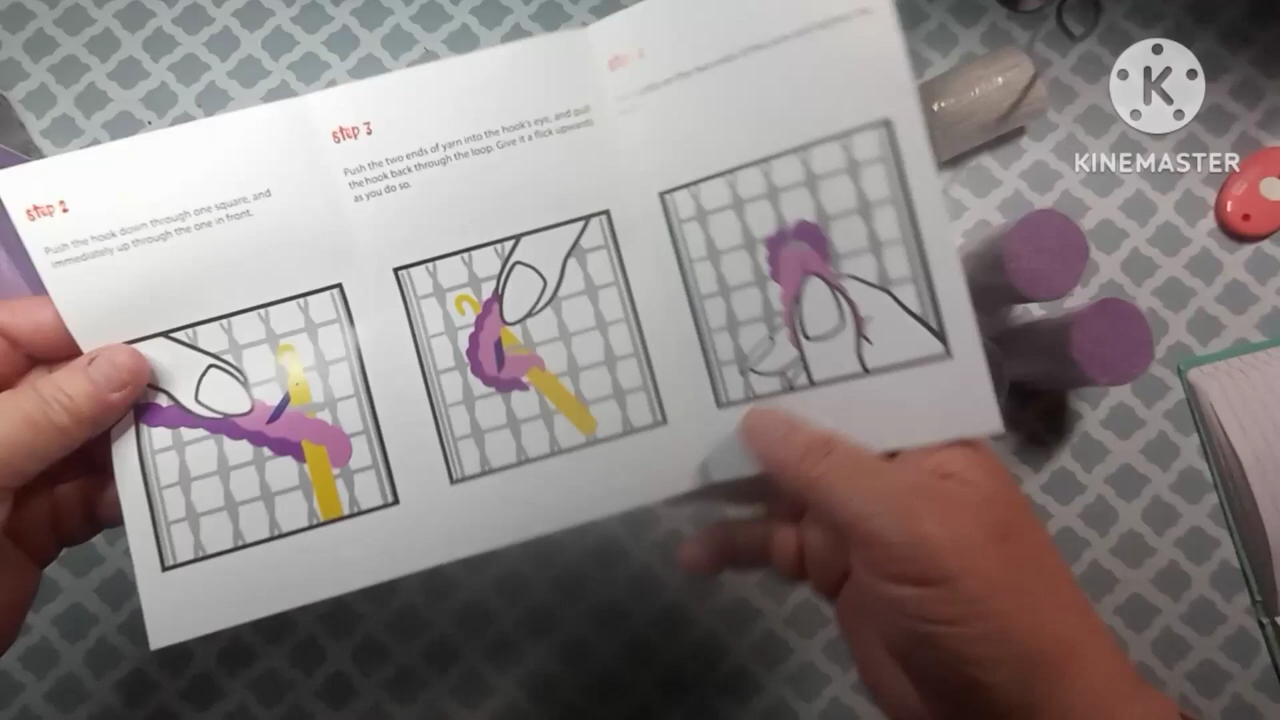 step 2
Push the hook down through one square, and
immediately up through the one in front.
step 3
Push the two ends of yarn into the hook's eye, and pull
the hook back through the loop. Give it a flick upwards
as you do so.
step
K
KINEMASTER